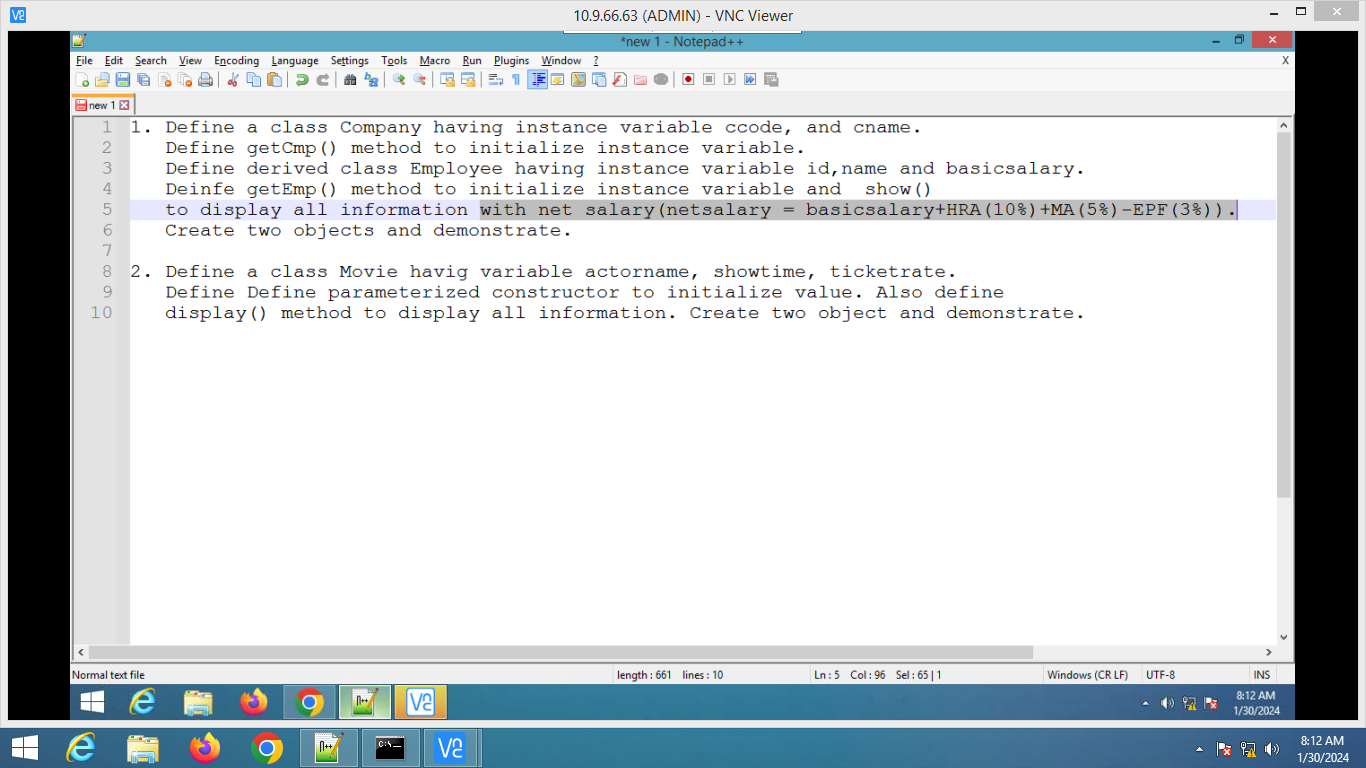 10.9.66.63 (ADMIN) - VNC Viewer
*new 1 - Notepad++
File Edit Search View Encoding Language Settings Tools Macro Run Plugins Window ? X
new 1
1 1. Define a class Company having instance variable ccode, and cname.
2 Define getCmp() method to initialize instance variable.
3 Define derived class Employee having instance variable id,name and basicsalary.
4 Deinfe getEmp() method to initialize instance variable and  show()
5 to display all information with net salary(netsalary = basicsalary+HRA(10%)+MA(5%)-EPF(3%)).
6 Create two objects and demonstrate.
7
8 2. Define a class Movie havig variable actorname, showtime, ticketrate.
9 Define Define parameterized constructor to initialize value. Also define
10 display() method to display all information. Create two object and demonstrate.
Normal text file length : 661 lines : 10 Ln : 5 Col : 96 Sel : 65 | 1 Windows (CR LF) UTF-8 INS
8:12 AM
1/30/2024
8:12 AM
1/30/2024